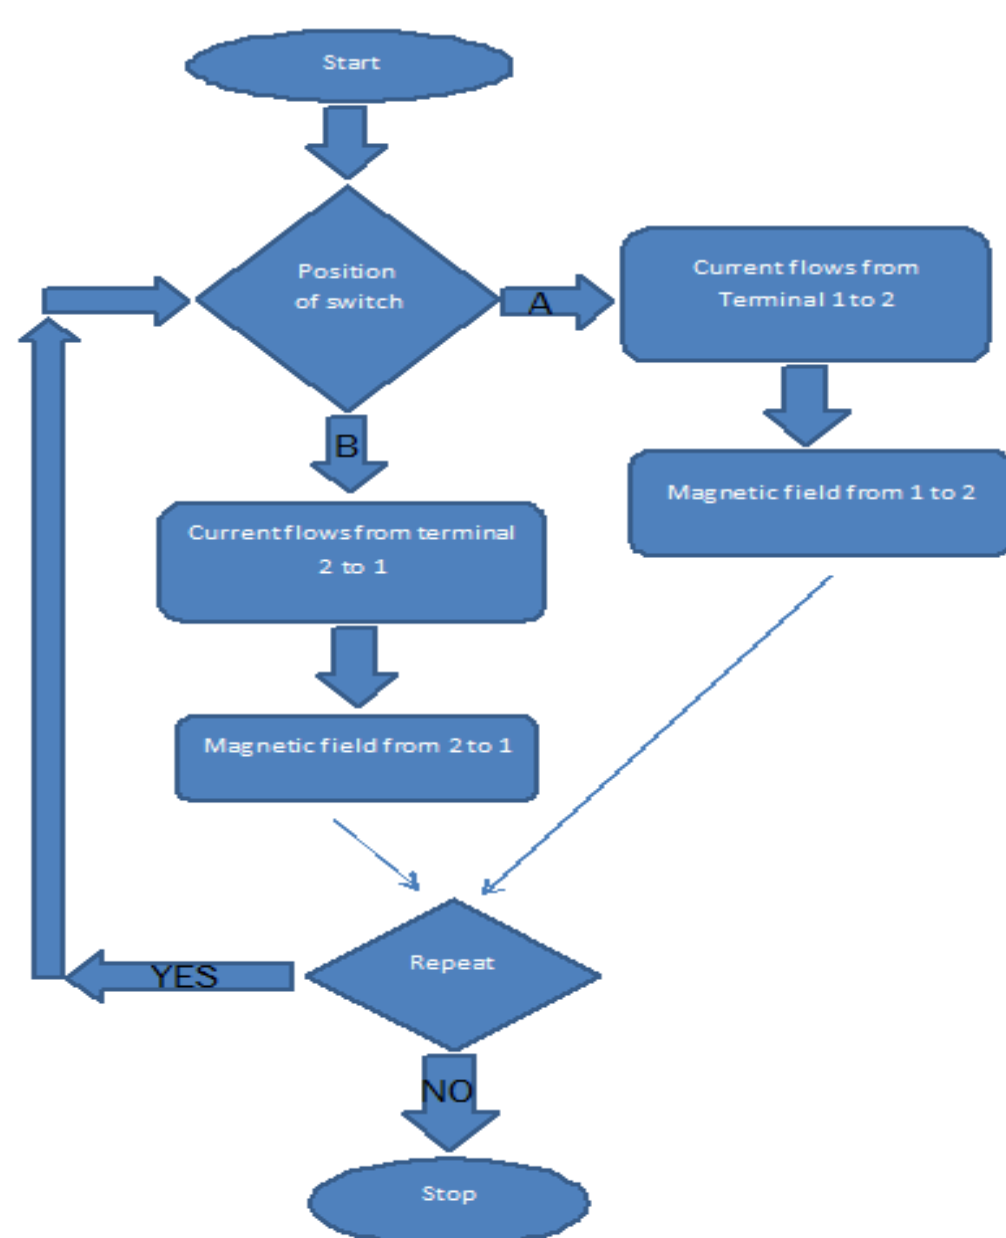 Start
Position
of switch
A
Current flows from
Terminal 1 to 2
B
Magnetic field from 1 to 2
Current flows from terminal
2 to 1
Magnetic field from 2 to 1
Repeat
YES
NO
Stop